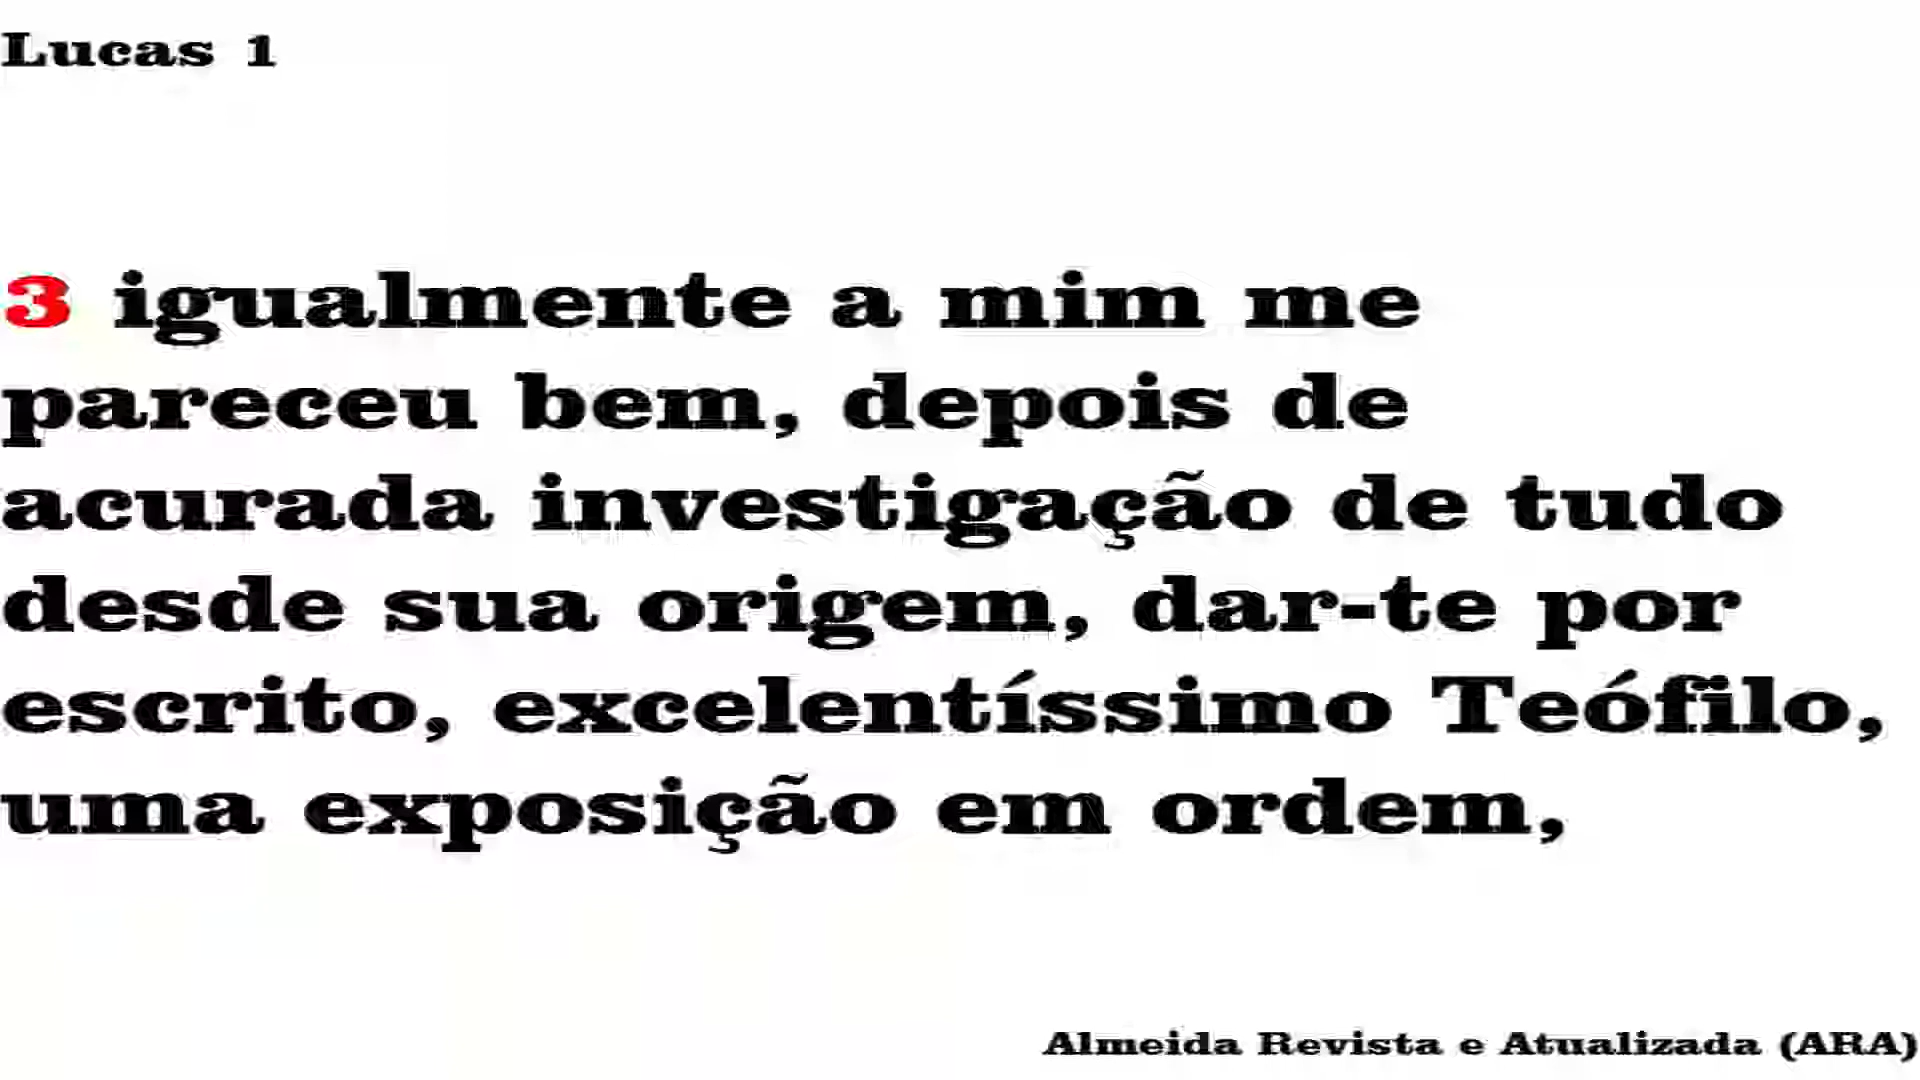 Lucas 1
3 igualmente a mim me
pareceu bem, depois de
acurada investigação de tudo
desde sua origem, dar-te por
escrito, excelentíssimo Teófilo,
uma exposição em ordem,
Almeida Revista e Atualizada (ARA)